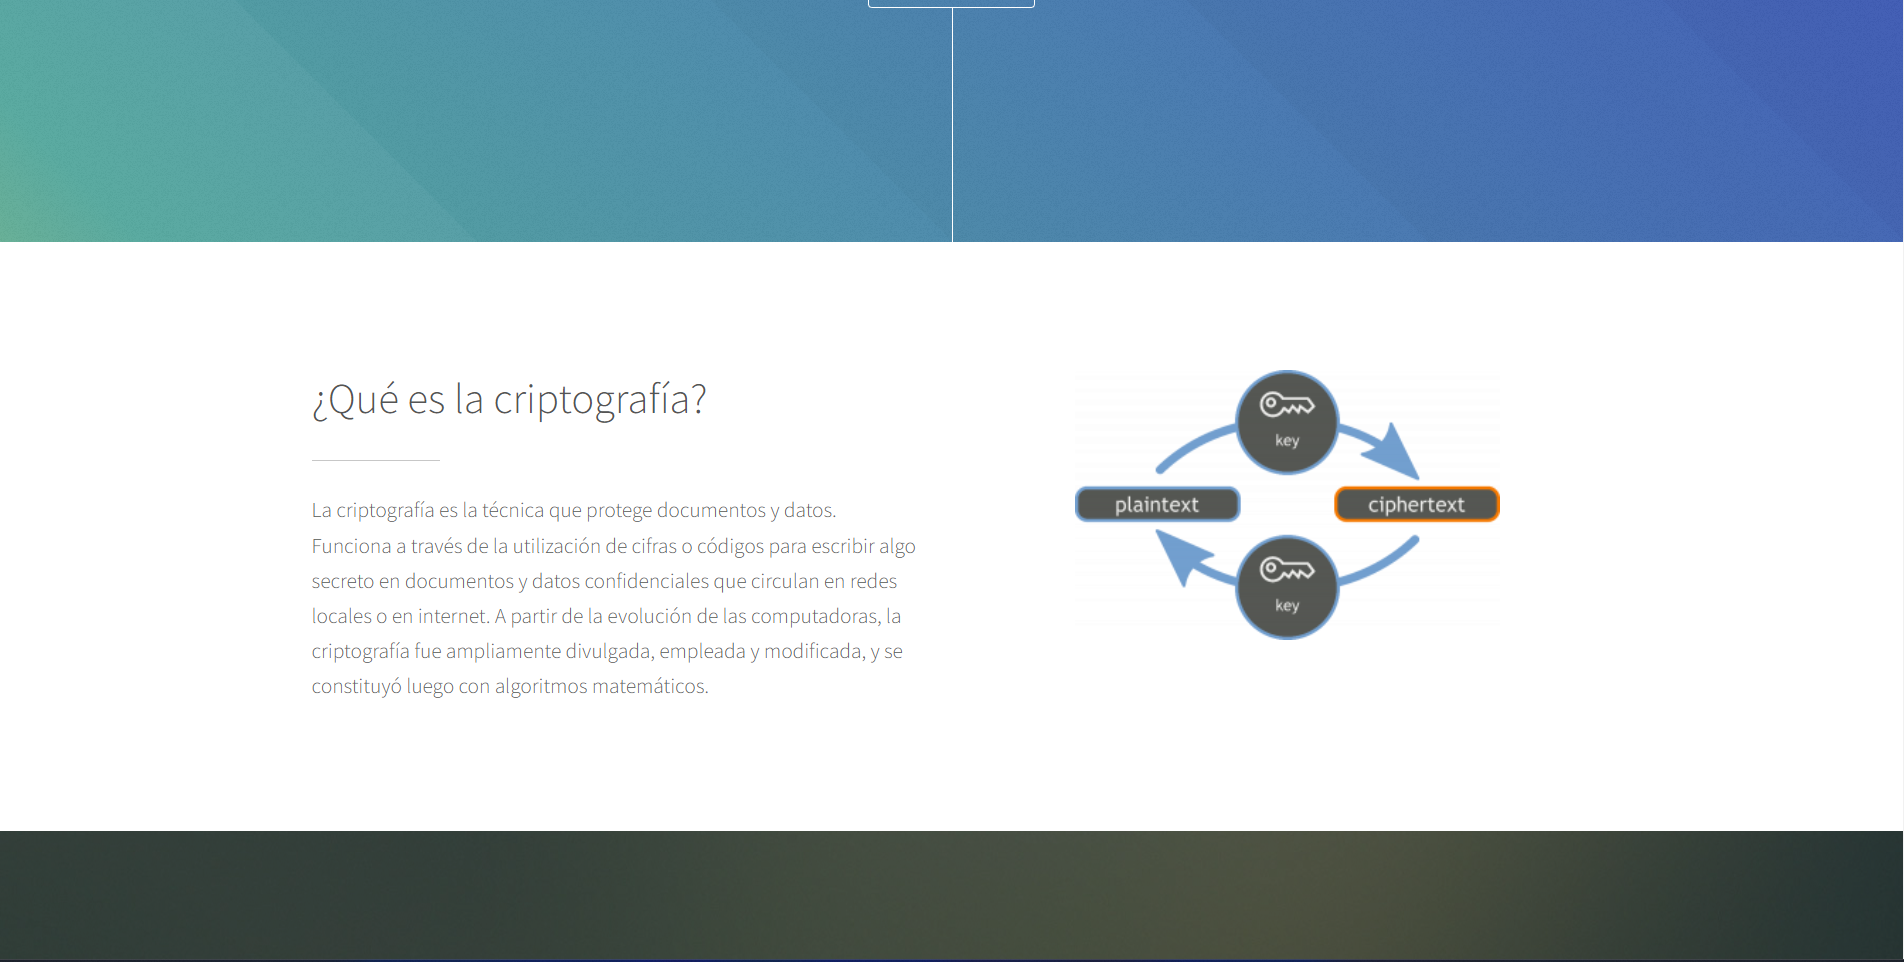 ¿Qué es la criptografía?
La criptografía es la técnica que protege documentos y datos.
Funciona a través de la utilización de cifras o códigos para escribir algo
secreto en documentos y datos confidenciales que circulan en redes
locales o en internet. A partir de la evolución de las computadoras, la
criptografía fue ampliamente divulgada, empleada y modificada, y se
constituyó luego con algoritmos matemáticos.
key
plaintext
ciphertext
key